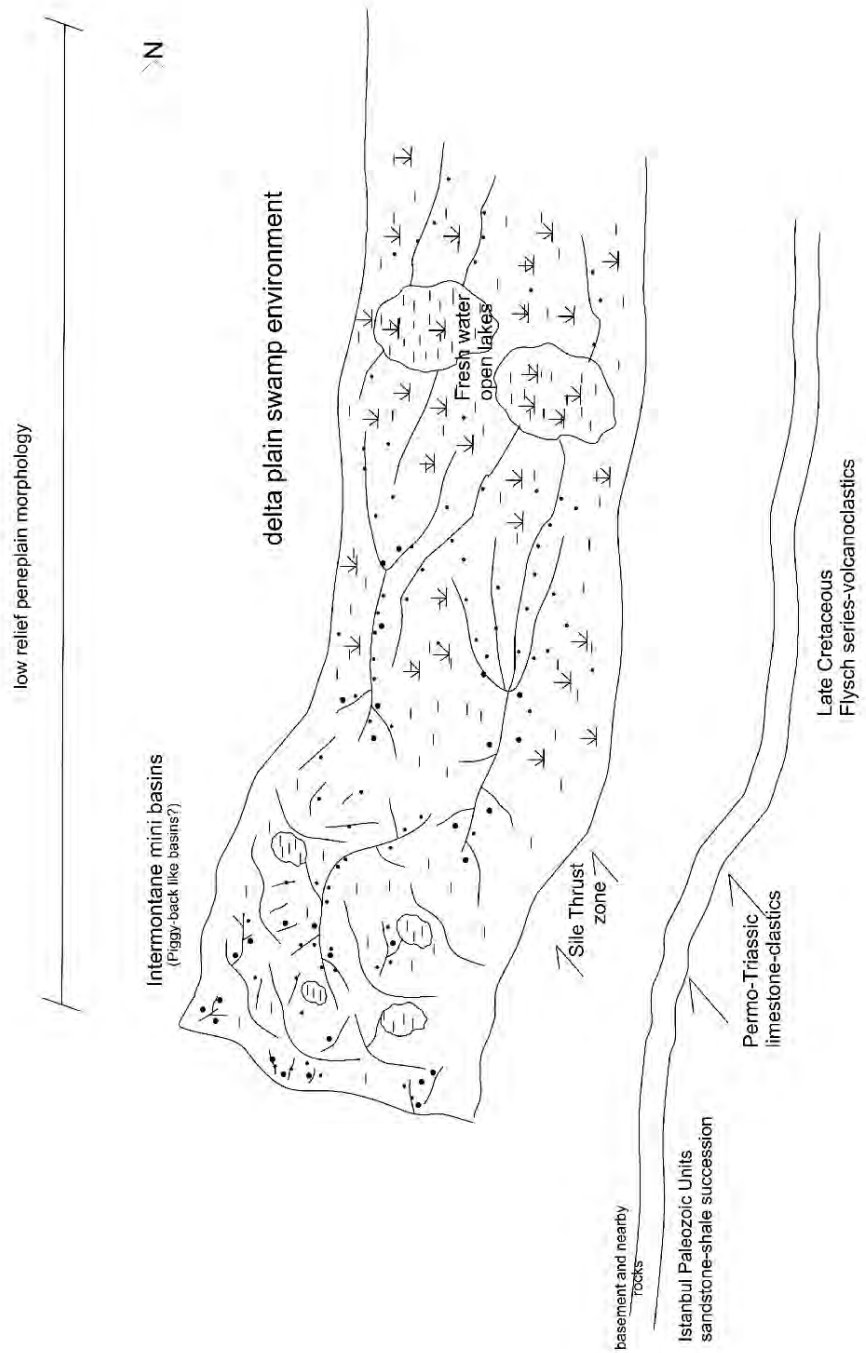 low relief peneplain morphology
N
Intermontane mini basins
(Piggy-back like basins?)
delta plain swamp environment
Fresh water
open lakes
Sile Thrust
zone
basement and nearby
rocks
Istanbul Paleozoic Units
sandstone-shale succession
Permo-Triassic
limestone-clastics
Late Cretaceous
Flysch series-volcanoclastics